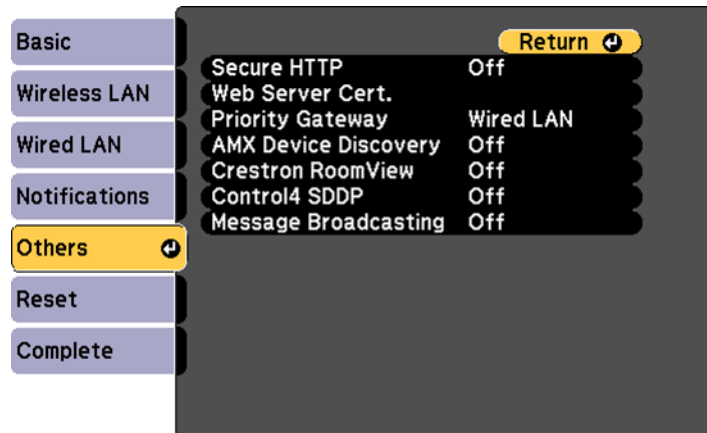 Basic
Wireless LAN
Wired LAN
Notifications
Others
Reset
Complete
Return
Secure HTTP Off
Web Server Cert.
Priority Gateway Wired LAN
AMX Device Discovery Off
Crestron RoomView Off
Control4 SDDP Off
Message Broadcasting Off